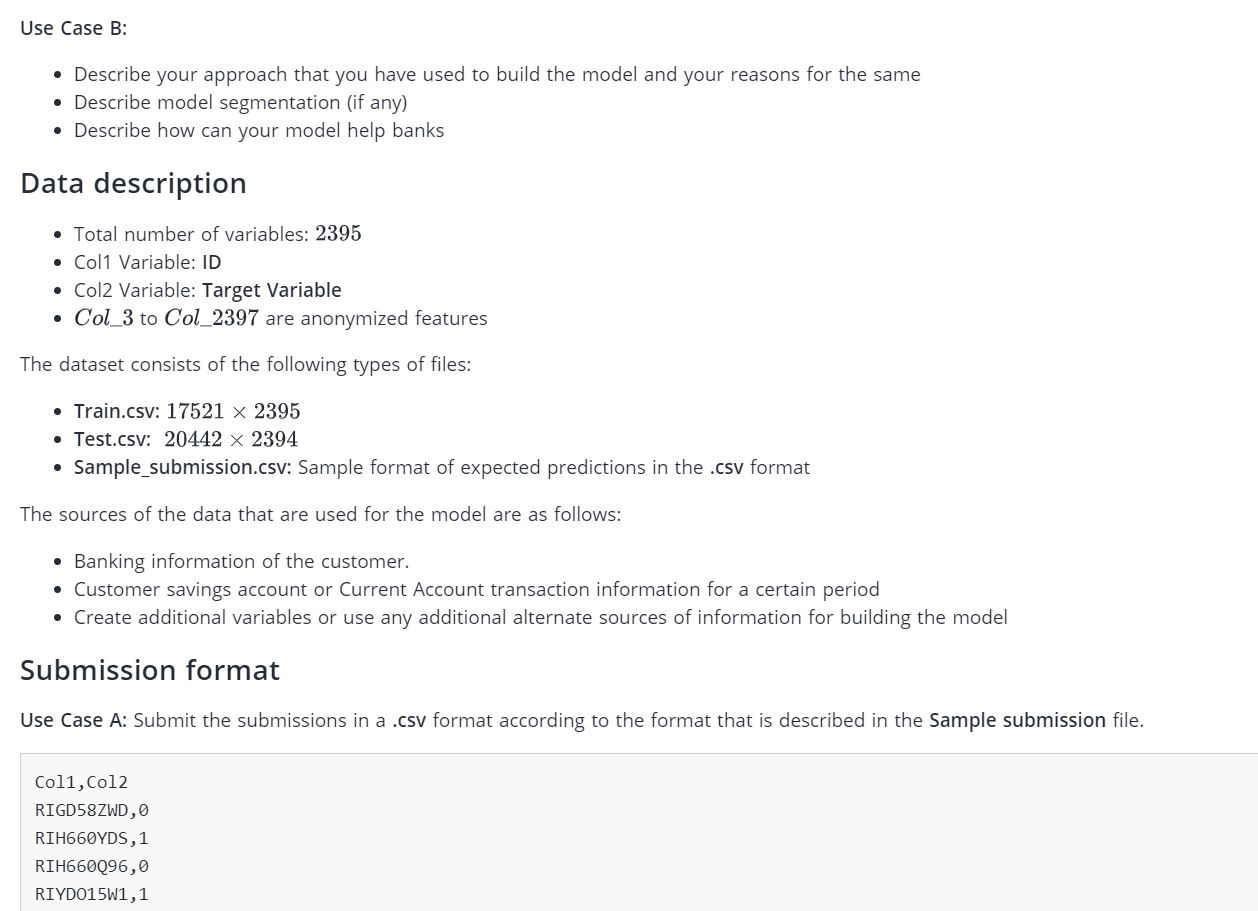 Use Case B:
Describe your approach that you have used to build the model and your reasons for the same
Describe model segmentation (if any)
Describe how can your model help banks
Data description
Total number of variables: 2395
Col1 Variable: ID
Col2 Variable: Target Variable
Col_3 to Col_2397 are anonymized features
The dataset consists of the following types of files:
Train.csv: 17521 × 2395
Test.csv: 20442 × 2394
Sample_submission.csv: Sample format of expected predictions in the .csv format
The sources of the data that are used for the model are as follows:
Banking information of the customer.
Customer savings account or Current Account transaction information for a certain period
Create additional variables or use any additional alternate sources of information for building the model
Submission format
Use Case A: Submit the submissions in a .csv format according to the format that is described in the Sample submission file.
Col1,Col2
RIGD58ZWD,0
RIH660YDS,1
RIH660Q96,0
RIYDO15W1,1